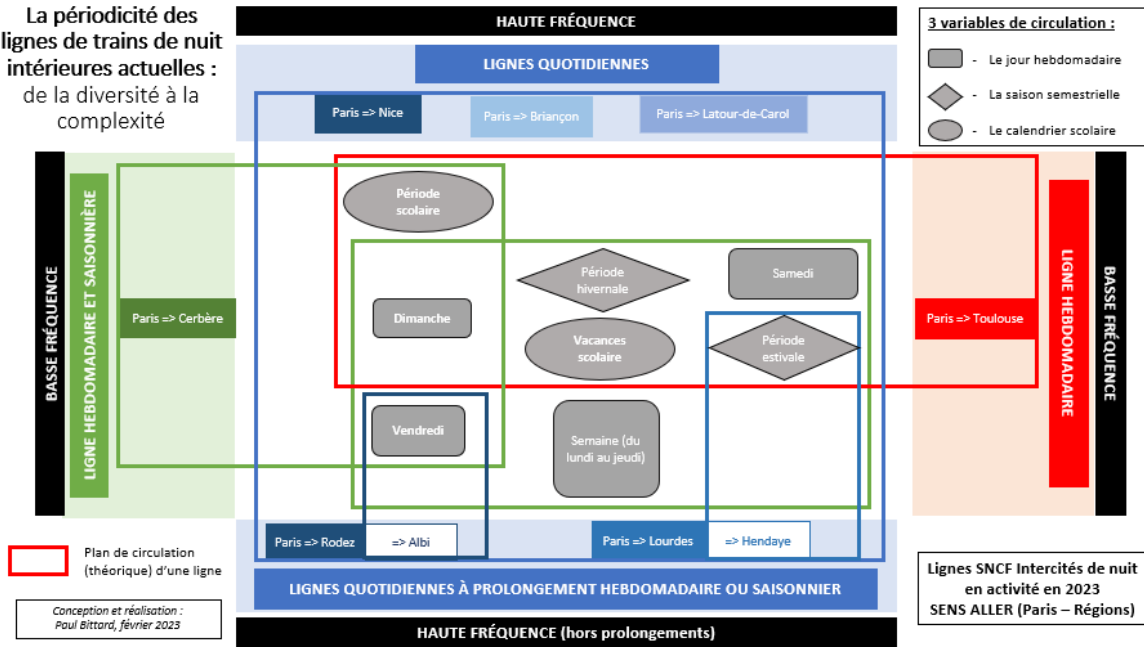 La périodicité des
lignes de trains de nuit
intérieures actuelles :
de la diversité à la
complexité
HAUTE FRÉQUENCE
LIGNES QUOTIDIENNES
Paris => Nice
Paris => Briançon
Paris => Latour-de-Carol
3 variables de circulation :
- Le jour hebdomadaire
- La saison semestrielle
- Le calendrier scolaire
BASSE FRÉQUENCE
LIGNE HEBDOMADAIRE ET SAISONNIÈRE
Paris => Cerbère
Période
scolaire
Période
hivernale
Samedi
Dimanche
Vacances
scolaire
Période
estivale
Vendredi
Semaine (du
lundi au jeudi)
Paris => Toulouse
LIGNE HEBDOMADAIRE
BASSE FRÉQUENCE
Paris => Rodez
=> Albi
Paris => Lourdes
=> Hendaye
LIGNES QUOTIDIENNES À PROLONGEMENT HEBDOMADAIRE OU SAISONNIER
HAUTE FRÉQUENCE (hors prolongements)
Plan de circulation
(théorique) d'une ligne
Conception et réalisation :
Paul Bittard, février 2023
Lignes SNCF Intercités de nuit
en activité en 2023
SENS ALLER (Paris – Régions)